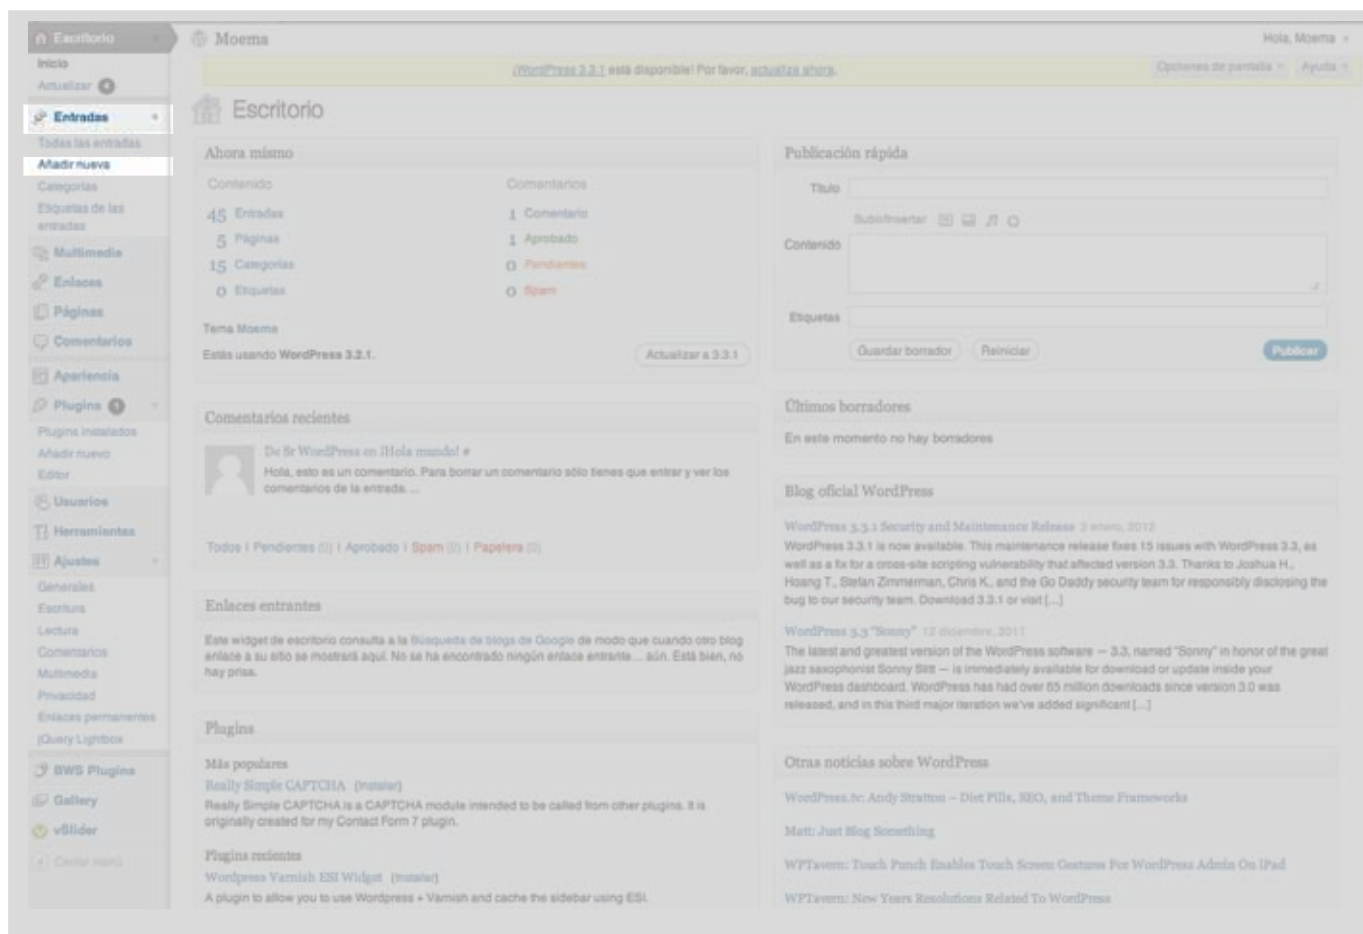 Escritorio
Moema
Hola, Moema
Inicio
Actualizar 4
¡WordPress 3.3.1 está disponible! Por favor, actualiza ahora.
Opciones de pantalla
Ayuda
Entradas
Escritorio
Todas las entradas
Añadir nueva
Categorías
Etiquetas de las
entradas
Multimedia
Enlaces
Páginas
Comentarios
Apariencia
Plugins 1
Plugins instalados
Añadir nuevo
Editor
Usuarios
Herramientas
Ajustes
Generales
Escritura
Lectura
Comentarios
Multimedia
Privacidad
Enlaces permanentes
jQuery Lightbox
BWS Plugins
Gallery
vSlider
Cerrar menú
Ahora mismo
Contenido
Comentarios
45 Entradas
1 Comentario
5 Páginas
1 Aprobado
15 Categorías
0 Pendientes
0 Etiquetas
0 Spam
Tema Moema
Estás usando WordPress 3.2.1.
Actualizar a 3.3.1
Comentarios recientes
De Sr WordPress en ¡Hola mundo! #
Hola, esto es un comentario. Para borrar un comentario sólo tienes que entrar y ver los
comentarios de la entrada. ...
Todos | Pendientes (0) | Aprobado | Spam (0) | Papelera (0)
Enlaces entrantes
Este widget de escritorio consulta a la Búsqueda de blogs de Google de modo que cuando otro blog
enlace a su sitio se mostrará aquí. No se ha encontrado ningún enlace entrante... aún. Está bien, no
hay prisa.
Plugins
Más populares
Really Simple CAPTCHA (Instalar)
Really Simple CAPTCHA is a CAPTCHA module intended to be called from other plugins. It is
originally created for my Contact Form 7 plugin.
Plugins recientes
Wordpress Varnish ESI Widget (Instalar)
A plugin to allow you to use Wordpress + Varnish and cache the sidebar using ESI.
Publicación rápida
Título
Subir/Insertar
Contenido
Etiquetas
Guardar borrador
Reiniciar
Publicar
Últimos borradores
En este momento no hay borradores
Blog oficial WordPress
WordPress 3.3.1 Security and Maintenance Release 3 enero, 2012
WordPress 3.3.1 is now available. This maintenance release fixes 15 issues with WordPress 3.3, as
well as a fix for a cross-site scripting vulnerability that affected version 3.3. Thanks to Joshua H.,
Hoang T., Stefan Zimmerman, Chris K., and the Go Daddy security team for responsibly disclosing the
bug to our security team. Download 3.3.1 or visit [...]
WordPress 3.3 "Sonny" 12 diciembre, 2011
The latest and greatest version of the WordPress software — 3.3, named "Sonny" in honor of the great
jazz saxophonist Sonny Stitt — is immediately available for download or update inside your
WordPress dashboard. WordPress has had over 65 million downloads since version 3.0 was
released, and in this third major iteration we've added significant [...]
Otras noticias sobre WordPress
WordPress.tv: Andy Stratton – Diet Pills, SEO, and Theme Frameworks
Matt: Just Blog Something
WPTavern: Touch Punch Enables Touch Screen Gestures For WordPress Admin On iPad
WPTavern: New Years Resolutions Related To WordPress